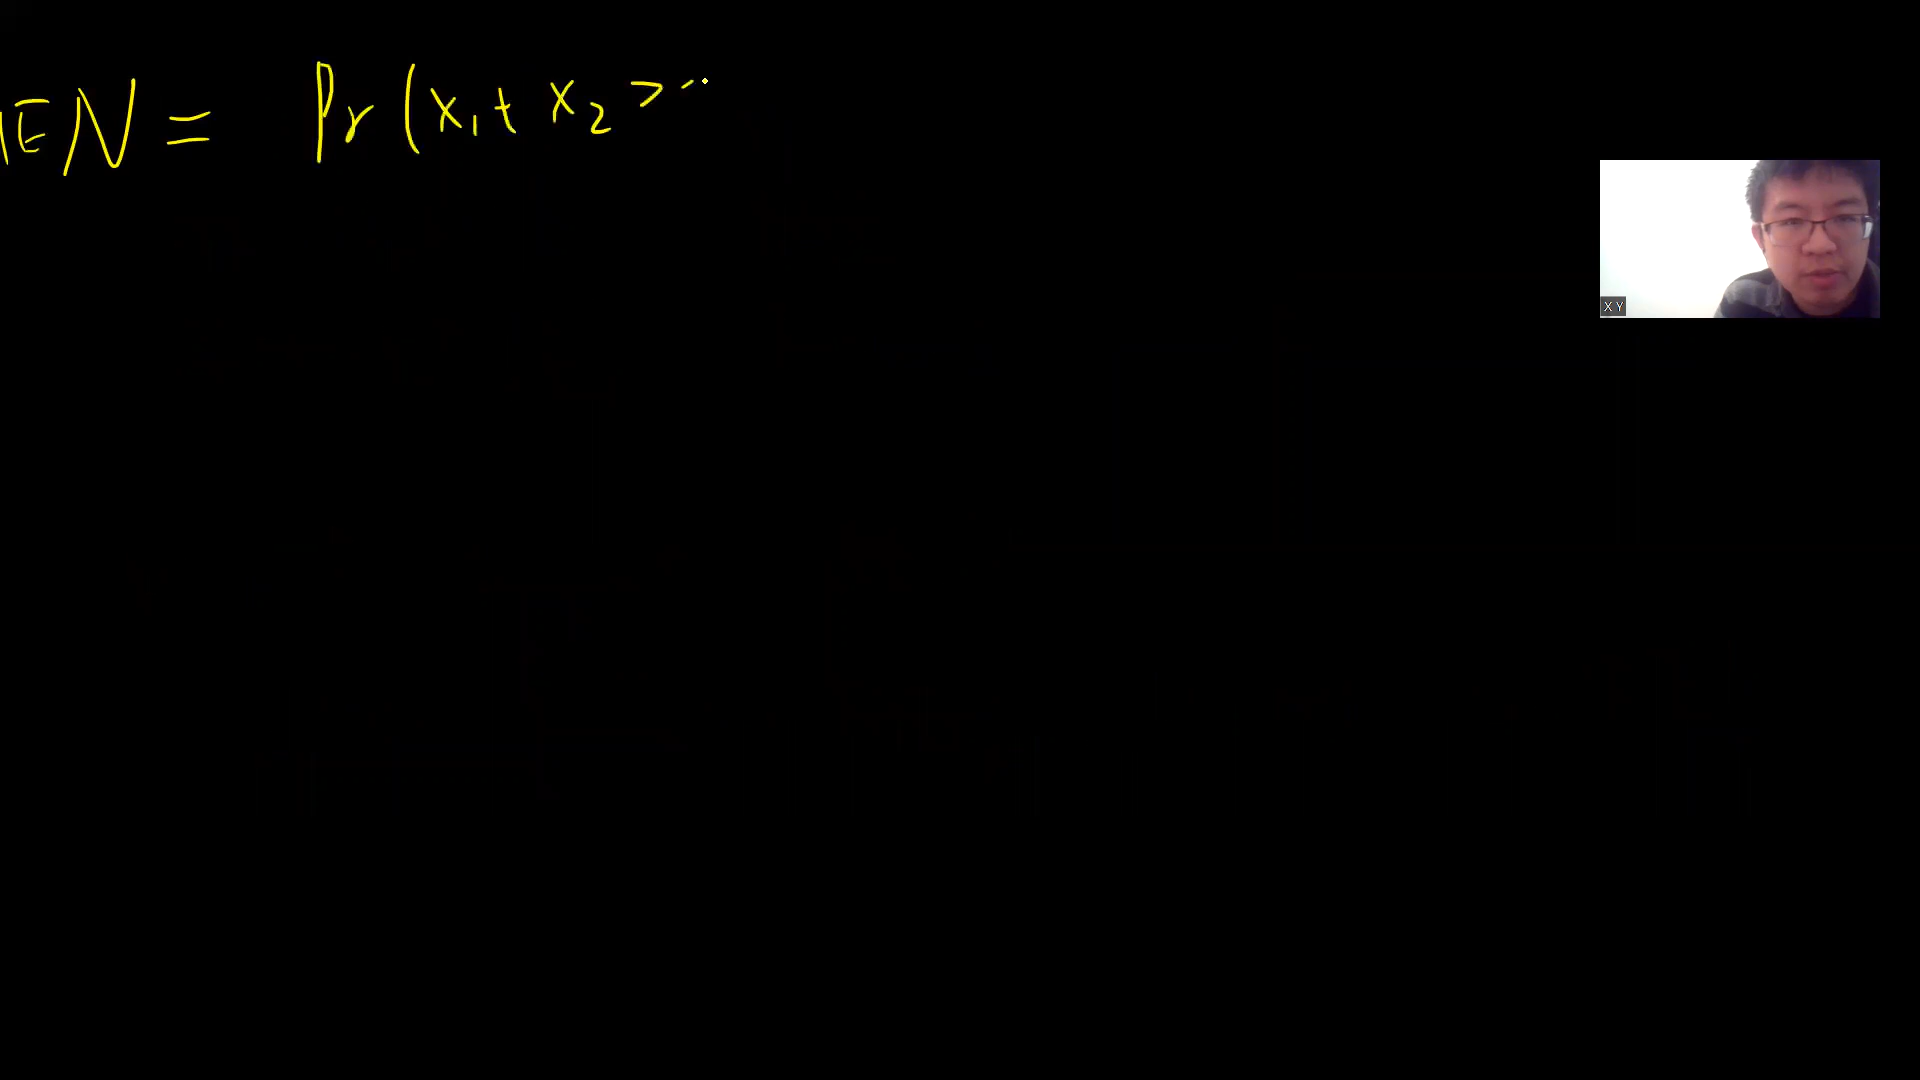 EN = Pr(x₁+ x₂ >
X Y